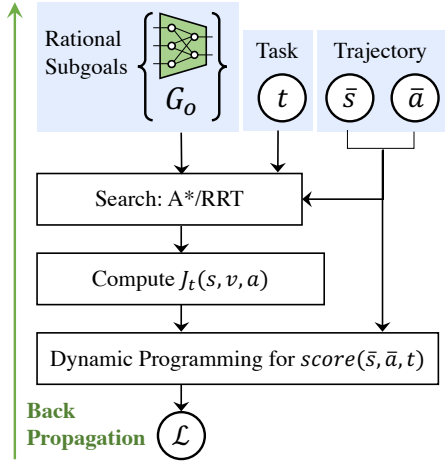 Rational
Subgoals
{ G_o }
Task
t
Trajectory
s̄ ā
Search: A*/RRT
Compute J_t(s, v, a)
Dynamic Programming for score(s̄, ā, t)
Back
Propagation
ℒ